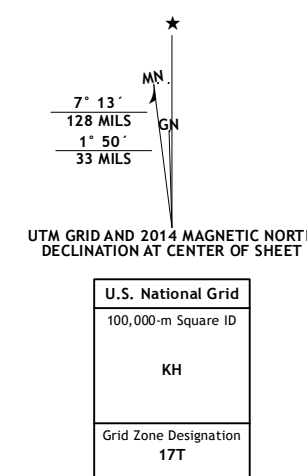 ★
MN
7° 13´
128 MILS
GN
1° 50´
33 MILS
UTM GRID AND 2014 MAGNETIC NORT
DECLINATION AT CENTER OF SHEET
U.S. National Grid
100,000-m Square ID
KH
Grid Zone Designation
17T